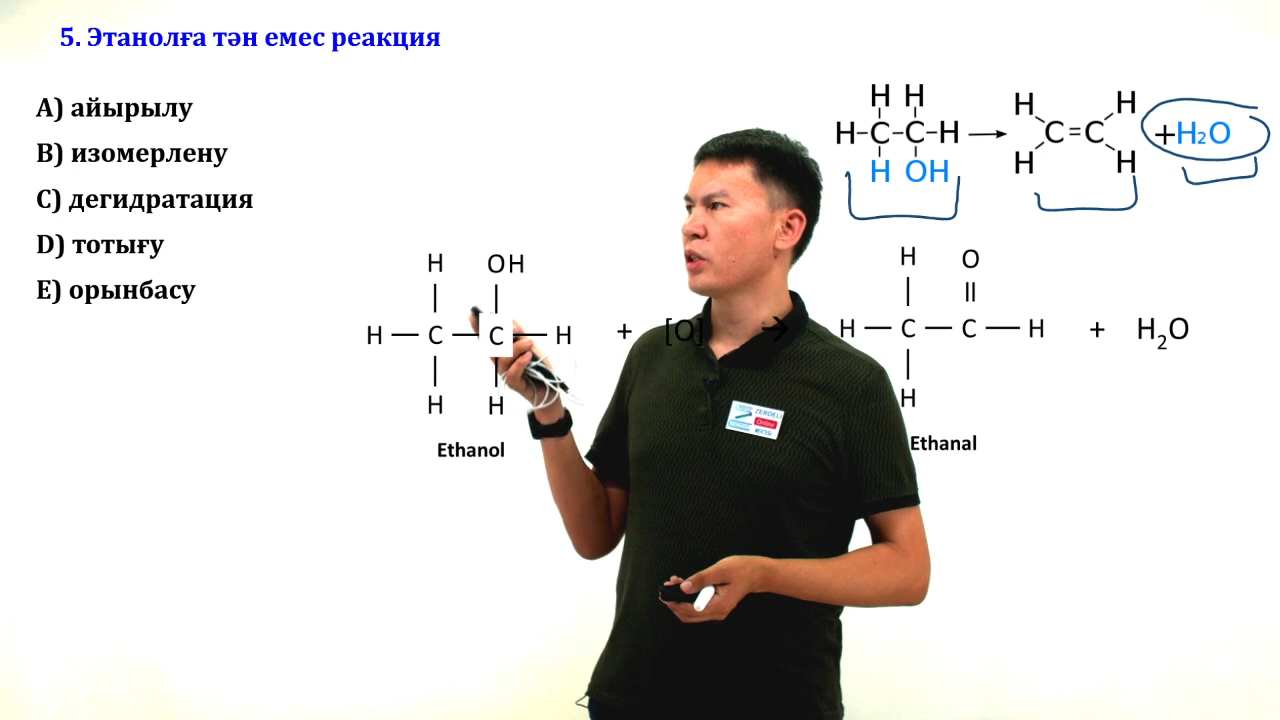 5. Этанолға тән емес реакция
A) айырылу
B) изомерлену
C) дегидратация
D) тотығу
E) орынбасу
H H
H-C-C-H
H OH
H H
C=C
H H
+H₂O
H OH
H — C — C — H
H H
Ethanol
+ [O] →
H O
H — C — C — H + H₂O
H
Ethanal
ZERDELI
Online